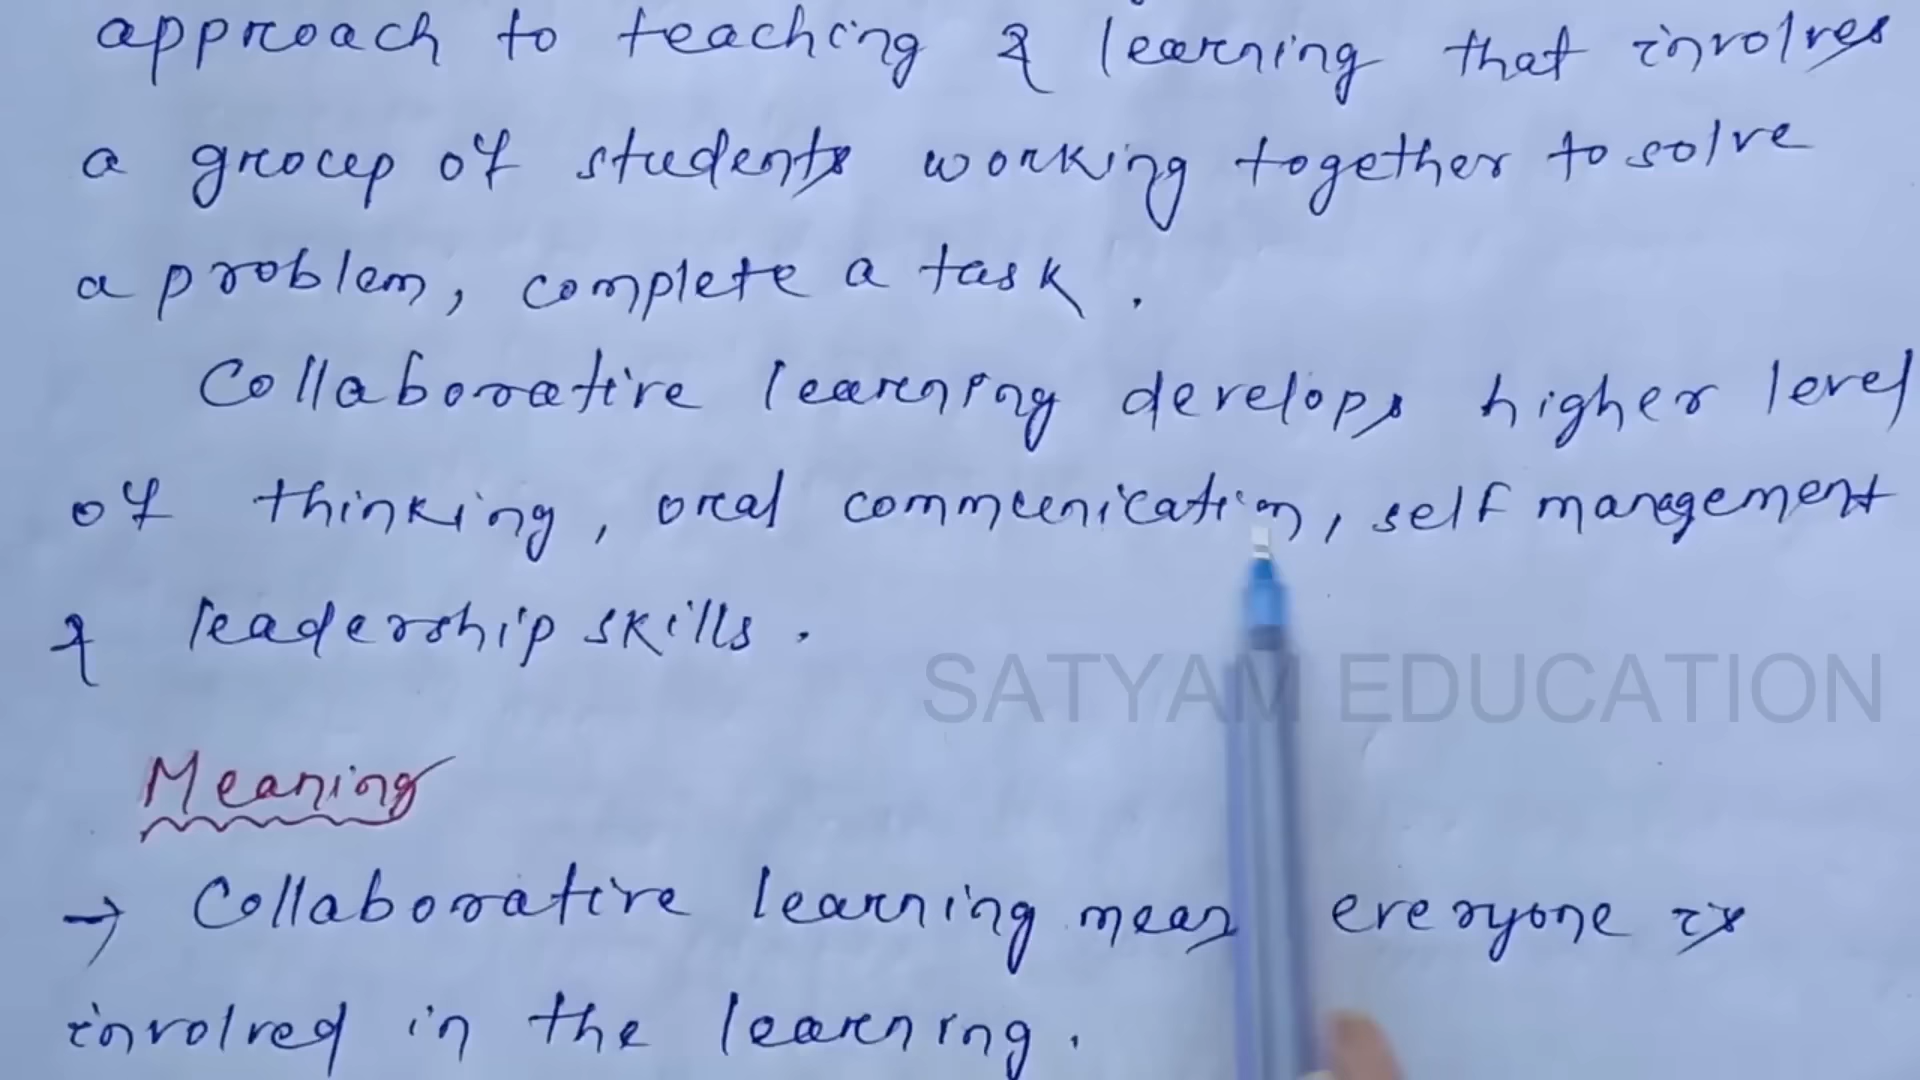 approach to teaching & learning that involves
a group of students working together to solve
a problem, complete a task.
Collaborative learning develops higher level
of thinking, oral communication, self management
& leadership skills.
SATYAM EDUCATION
Meaning
→ Collaborative learning mean everyone is
involved in the learning.